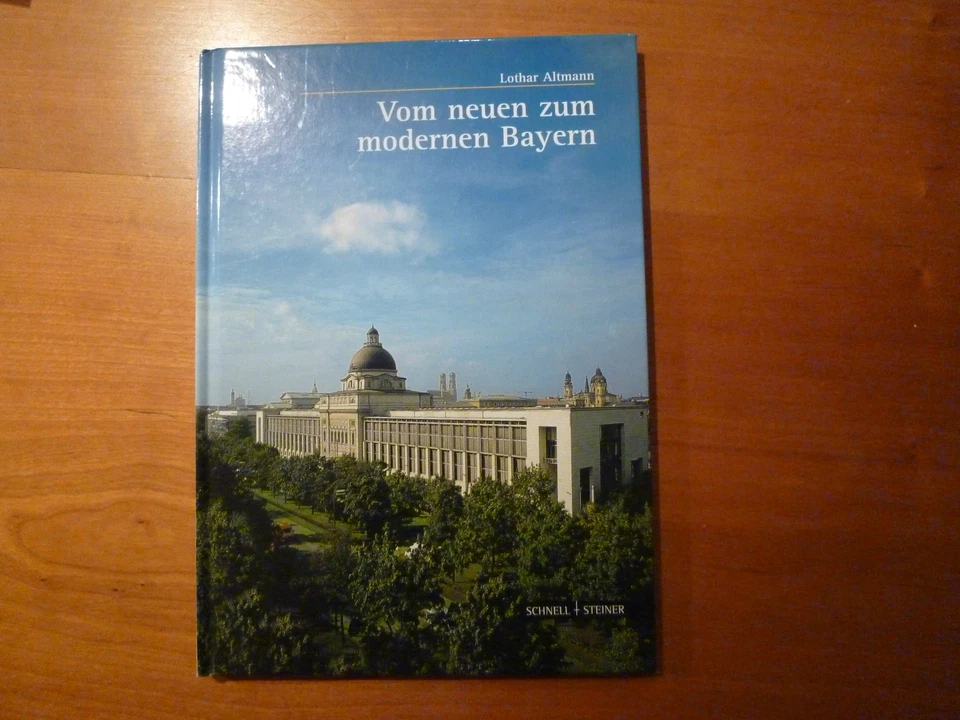 Lothar Altmann
Vom neuen zum
modernen Bayern
SCHNELL + STEINER